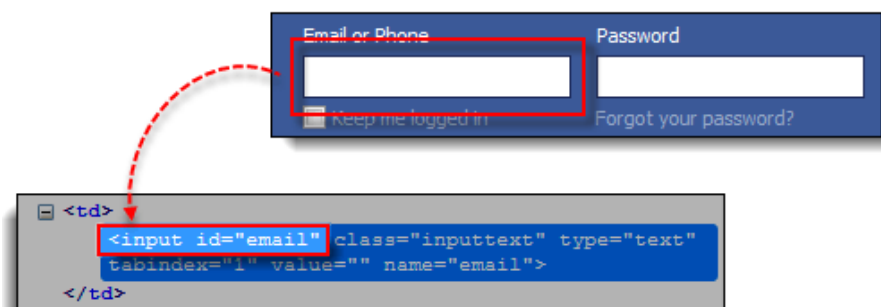 Email or Phone Password
Keep me logged in Forgot your password?
<td>
<input id="email" class="inputtext" type="text"
tabindex="1" value="" name="email">
</td>